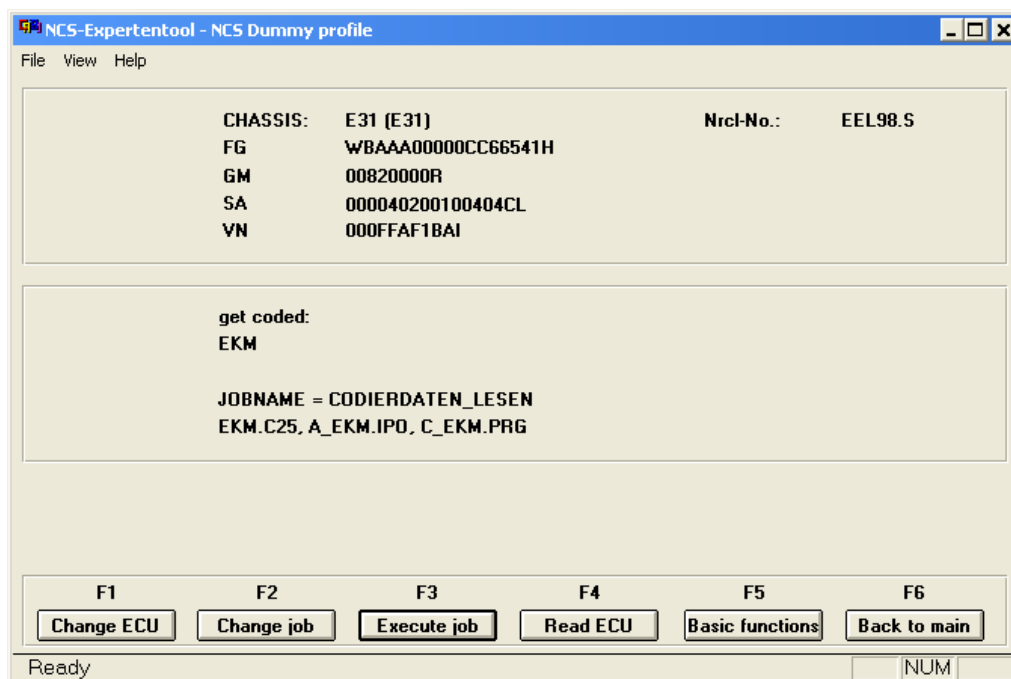 NCS-Expertentool - NCS Dummy profile
File View Help
CHASSIS: E31 (E31) Nrcl-No.: EEL98.S
FG WBAAA00000CC66541H
GM 00820000R
SA 000040200100404CL
VN 000FFAF1BAI
get coded:
EKM
JOBNAME = CODIERDATEN_LESEN
EKM.C25, A_EKM.IPO, C_EKM.PRG
F1 F2 F3 F4 F5 F6
Change ECU Change job Execute job Read ECU Basic functions Back to main
Ready NUM